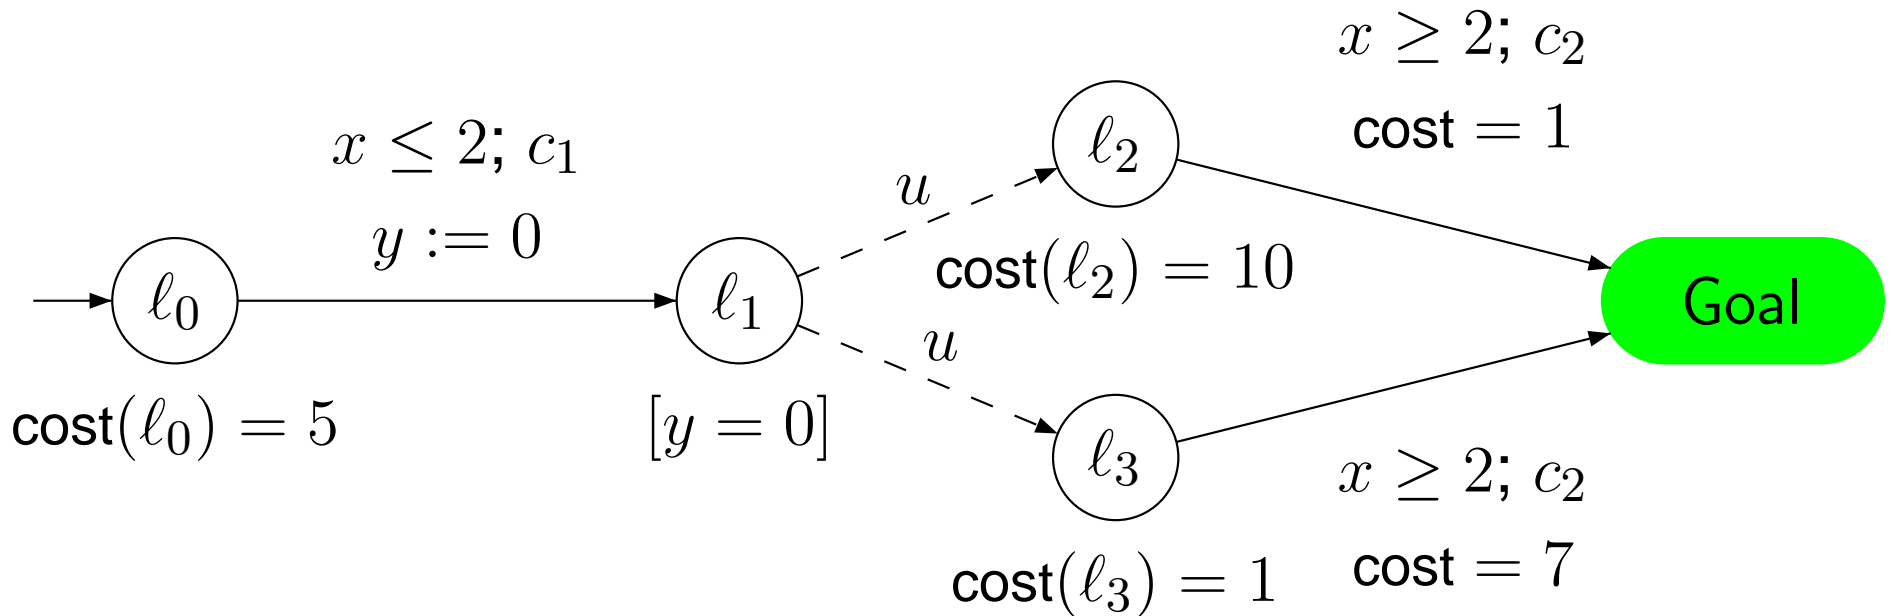 x ≥ 2; c₂
cost = 1
x ≤ 2; c₁
y := 0
u
ℓ₂
cost(ℓ₂) = 10
ℓ₀
ℓ₁
Goal
cost(ℓ₀) = 5
[y = 0]
u
ℓ₃
x ≥ 2; c₂
cost = 7
cost(ℓ₃) = 1